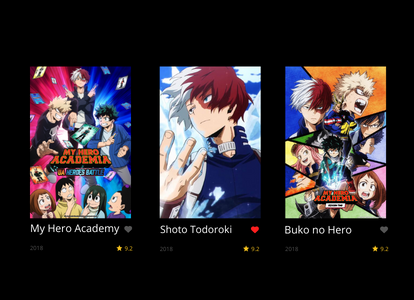 MY HERO
ACADEMIA
UA HEROES BATTLE
MY HERO
ACADEMIA
My Hero Academy
Shoto Todoroki
Buko no Hero
2018
9.2
2018
9.2
2018
9.2